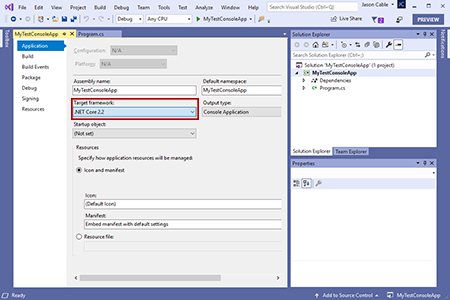 File Edit View Project Build Debug Team Tools Test Analyze Window Help Search Visual Studio Jason Cable JC
Debug Any CPU MyTestConsoleApp Live Share PREVIEW
Toolbox
MyTestConsoleApp Program.cs
Application
Build
Build Events
Package
Debug
Signing
Resources
Configuration: N/A
Platform: N/A
Assembly name: Default namespace:
MyTestConsoleApp MyTestConsoleApp
Target framework: Output type:
.NET Core 2.2 Console Application
Startup object:
(Not set)
Resources
Specify how application resources will be managed:
Icon and manifest
Icon:
(Default Icon)
Manifest:
Embed manifest with default settings
Resource file:
Solution Explorer
Search Solution Explorer (Ctrl+;)
Solution 'MyTestConsoleApp' (1 project)
MyTestConsoleApp
Dependencies
Program.cs
Solution Explorer Team Explorer
Properties
Notifications
Ready Add to Source Control MyTestConsoleApp